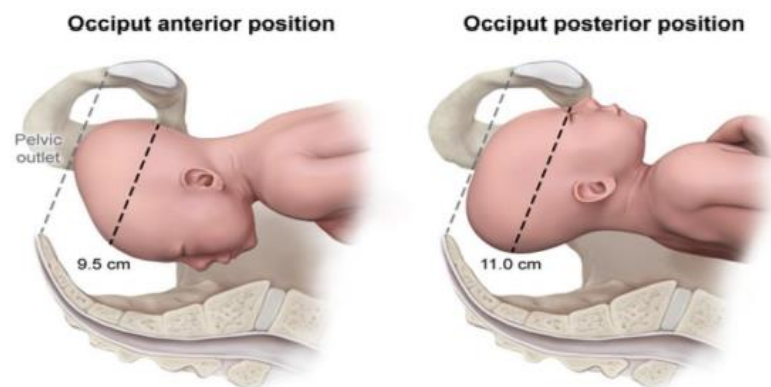 Occiput anterior position
Occiput posterior position
Pelvic
outlet
9.5 cm
11.0 cm